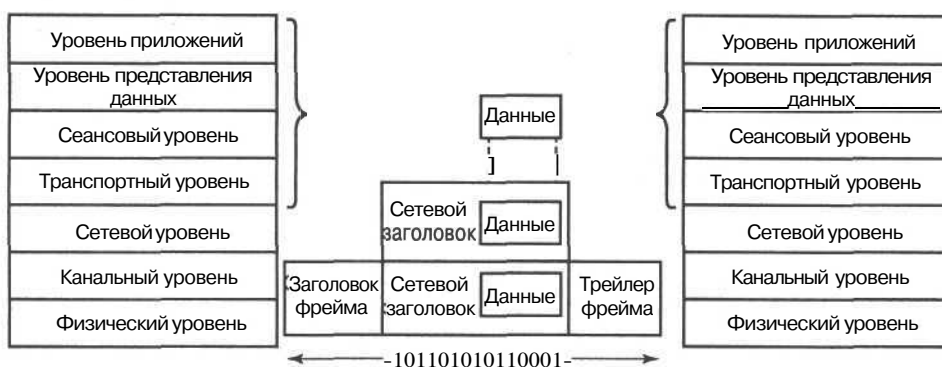 Уровень приложений
Уровень представления
данных
Сеансовый уровень
Транспортный уровень
Сетевой уровень
Канальный уровень
Физический уровень
Данные
Сетевой
заголовок
Данные
Заголовок
фрейма
Сетевой
заголовок
Данные
Трейлер
фрейма
-101101010110001-
Уровень приложений
Уровень представления
данных
Сеансовый уровень
Транспортный уровень
Сетевой уровень
Канальный уровень
Физический уровень